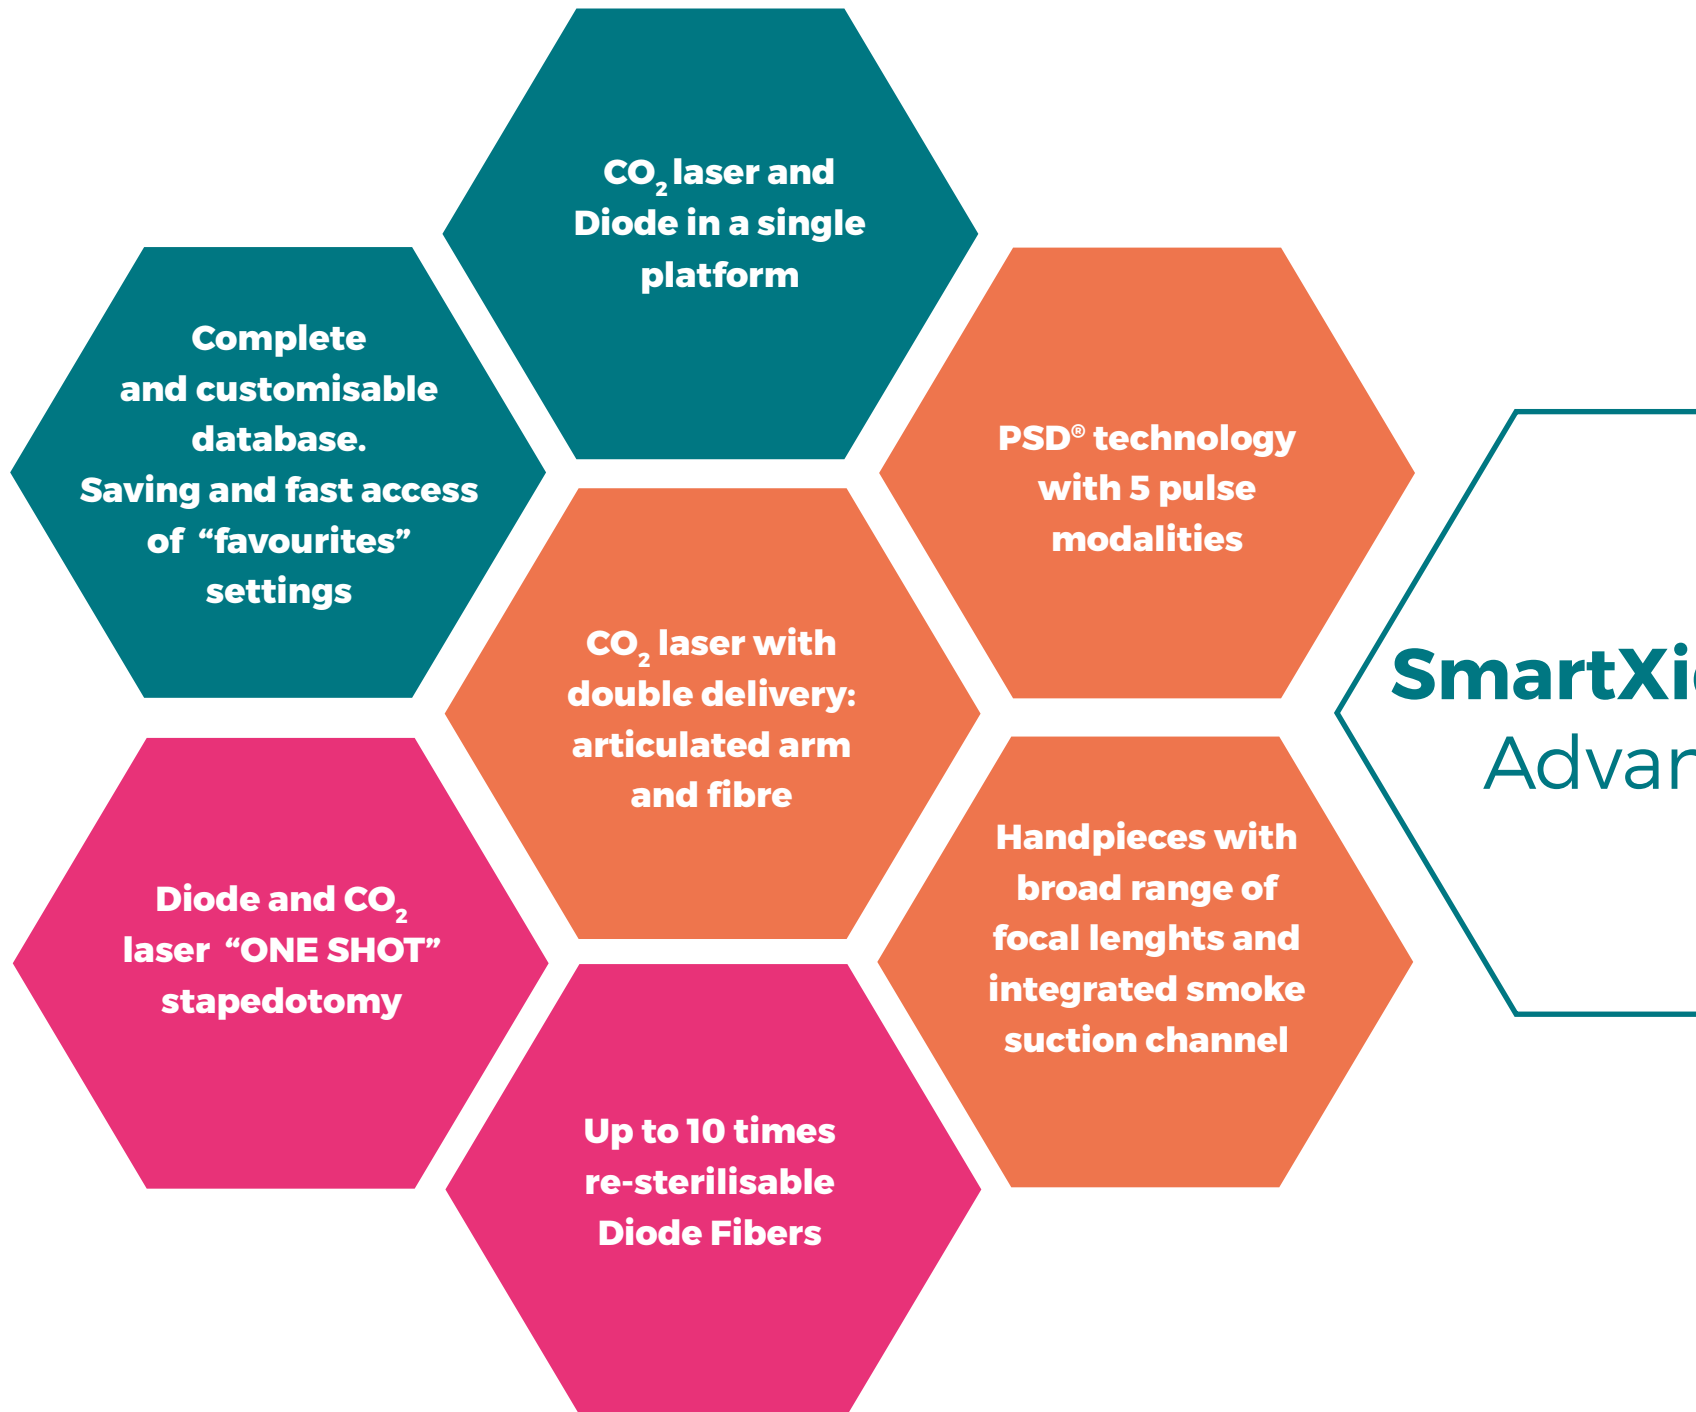 CO₂ laser and
Diode in a single
platform
Complete
and customisable
database.
Saving and fast access
of “favourites”
settings
PSD® technology
with 5 pulse
modalities
CO₂ laser with
double delivery:
articulated arm
and fibre
Handpieces with
broad range of
focal lenghts and
integrated smoke
suction channel
Diode and CO₂
laser “ONE SHOT”
stapedotomy
Up to 10 times
re-sterilisable
Diode Fibers